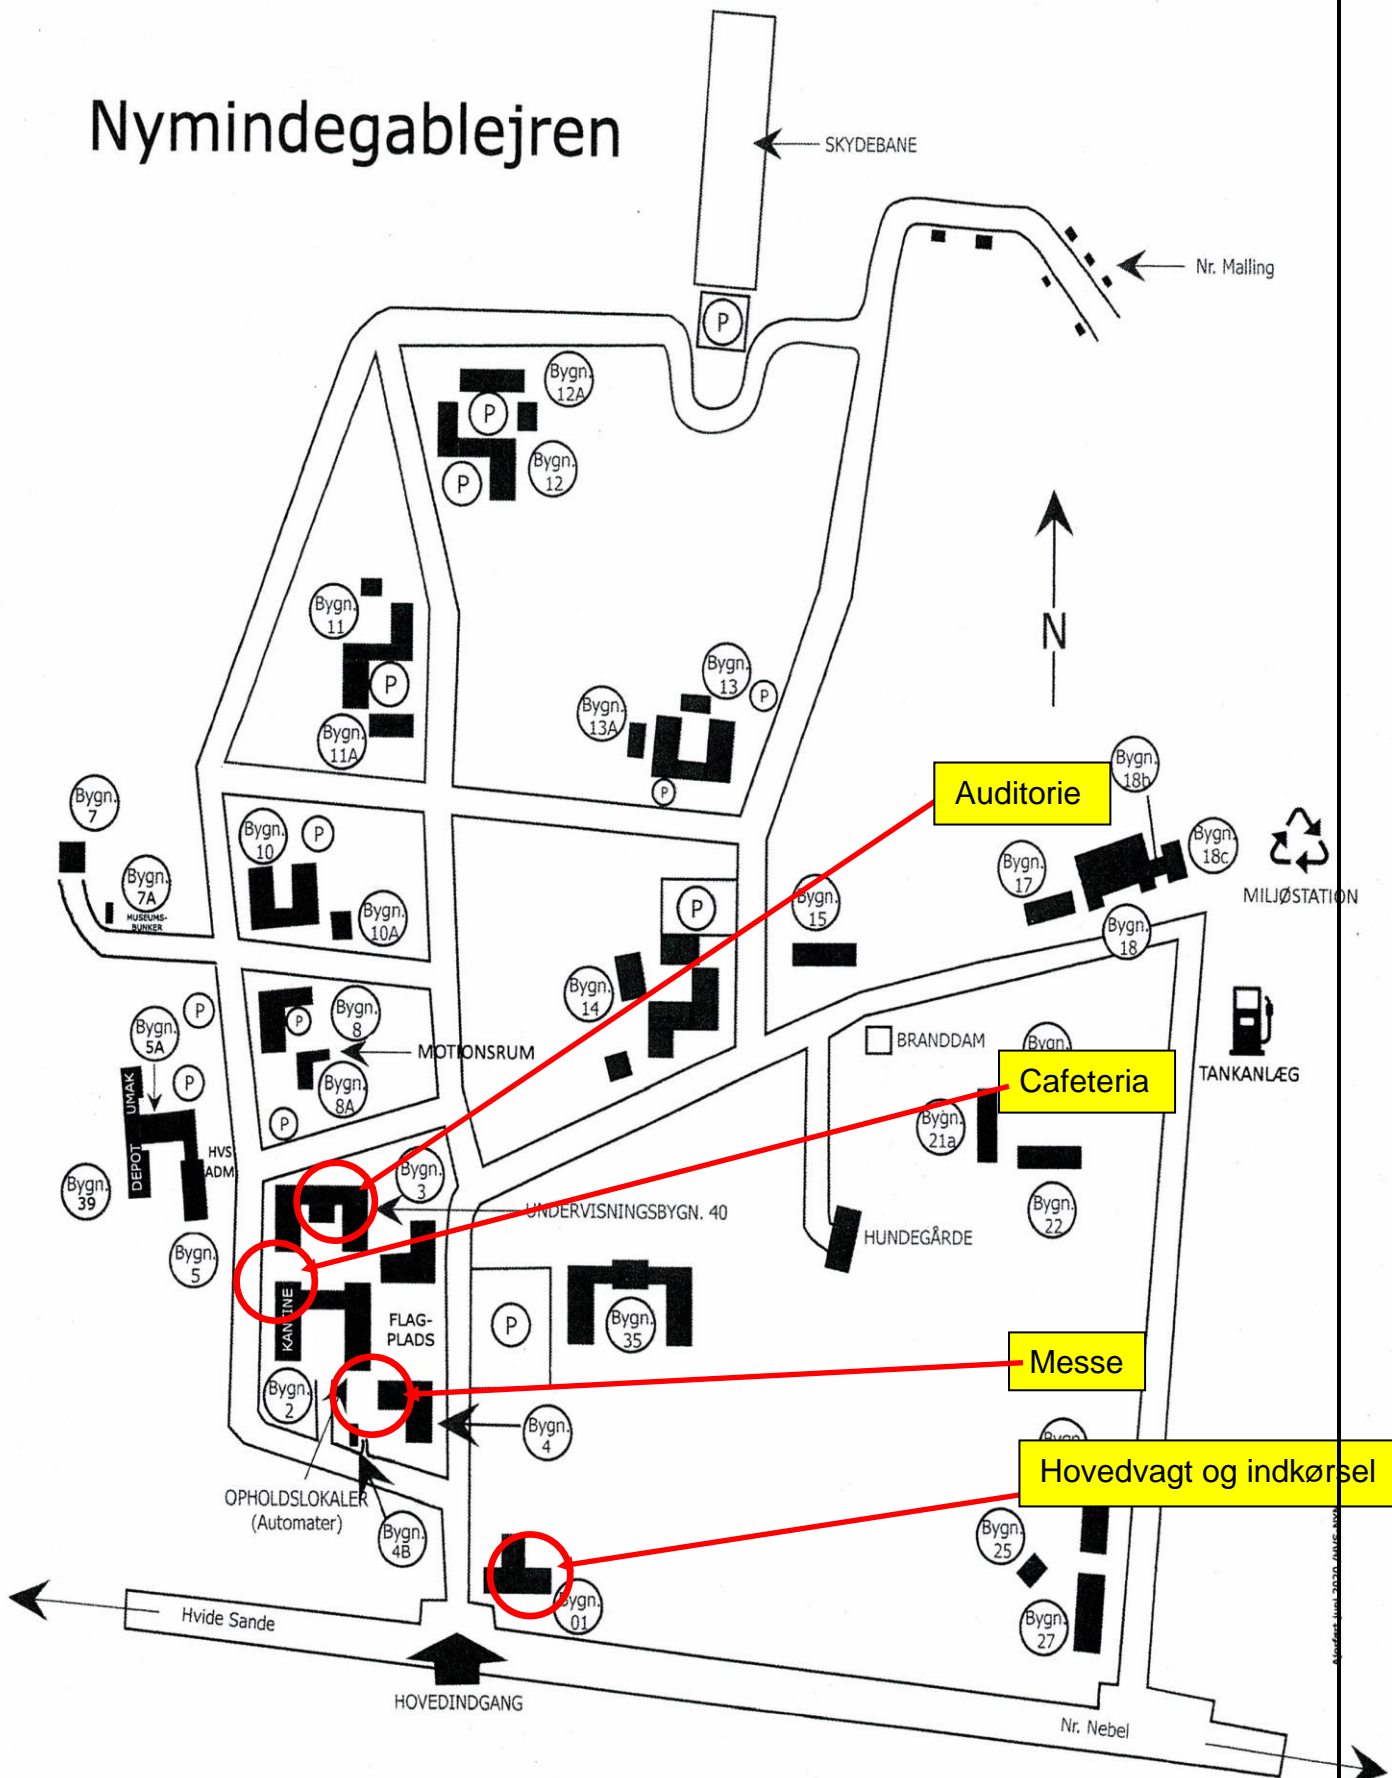 Nymindegablejren
SKYDEBANE
Nr. Malling
P
Bygn.
12A
P
Bygn.
12
P
N
Bygn.
11
P
Bygn.
11A
Bygn.
13
P
Bygn.
13A
P
Auditorie
Bygn.
18b
Bygn.
18c
Bygn.
17
Bygn.
18
MILJØSTATION
Bygn.
7
Bygn.
7A
MUSEUMS-
BUNKER
Bygn.
10
P
Bygn.
10A
P
Bygn.
15
Bygn.
14
P
Bygn.
5A
P
Bygn.
8
P
MOTIONSRUM
Bygn.
8A
P
BRANDDAM
Bygn.
TANKANLÆG
Cafeteria
Bygn.
21a
Bygn.
22
UMAK
DEPOT
HVS
ADM
Bygn.
39
Bygn.
5
Bygn.
3
UNDERVISNINGSBYGN. 40
HUNDEGÅRDE
KANTINE
FLAG-
PLADS
P
Bygn.
35
Messe
Bygn.
2
Bygn.
4
OPHOLDSLOKALER
(Automater)
Bygn.
4B
Bygn.
Hovedvagt og indkørsel
Bygn.
25
Bygn.
27
Bygn.
01
Hvide Sande
HOVEDINDGANG
Nr. Nebel